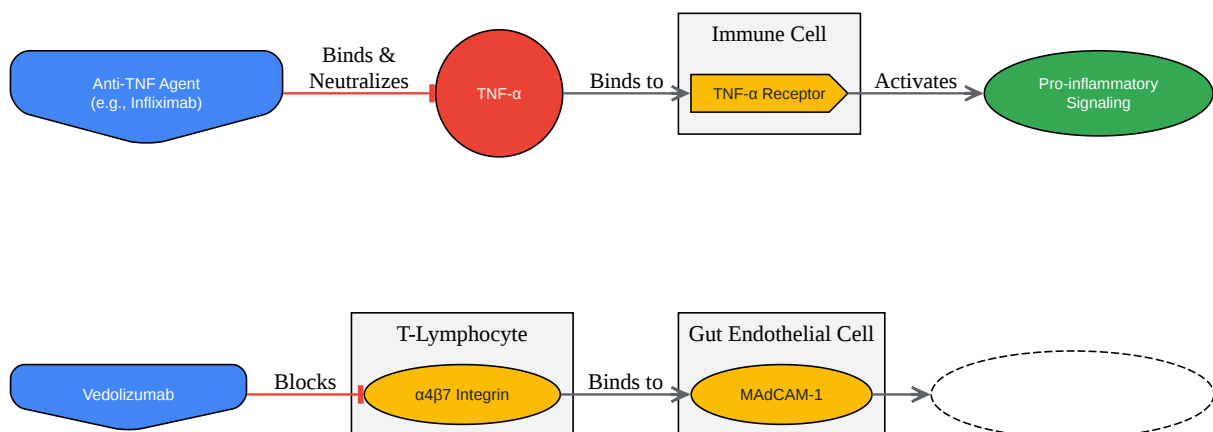 Immune Cell
Anti-TNF Agent
(e.g., Infliximab)
Binds &
Neutralizes
TNF-α
Binds to
TNF-α Receptor
Activates
Pro-inflammatory
Signaling
T-Lymphocyte
Gut Endothelial Cell
Vedolizumab
Blocks
α4β7 Integrin
Binds to
MAdCAM-1